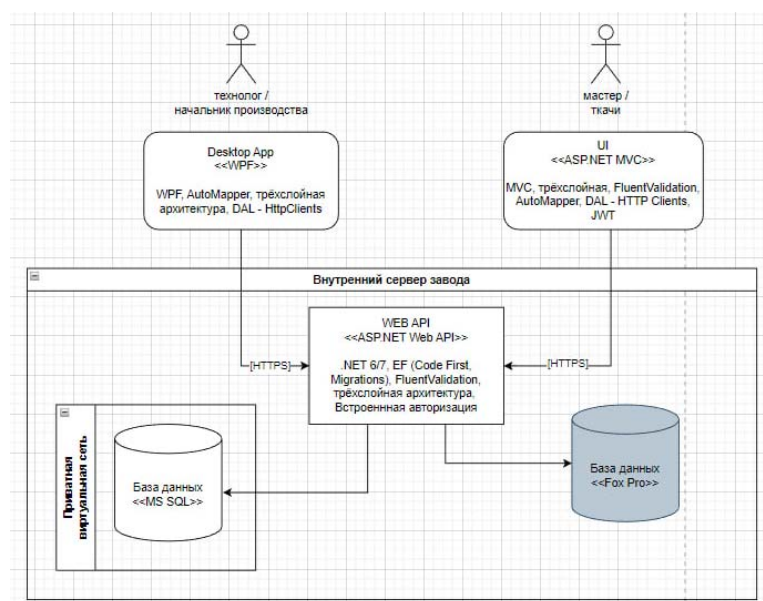 технолог /
начальник производства
мастер /
ткачи
Desktop App
<<WPF>>
WPF, AutoMapper, трёхслойная
архитектура, DAL - HttpClients
UI
<<ASP.NET MVC>>
MVC, трёхслойная, FluentValidation,
AutoMapper, DAL - HTTP Clients,
JWT
Внутренний сервер завода
WEB API
<<ASP.NET Web API>>
.NET 6/7, EF (Code First,
Migrations), FluentValidation,
трёхслойная архитектура,
Встроеннная авторизация
[HTTPS]
[HTTPS]
Приватная
виртуальная сеть
База данных
<<MS SQL>>
База данных
<<Fox Pro>>